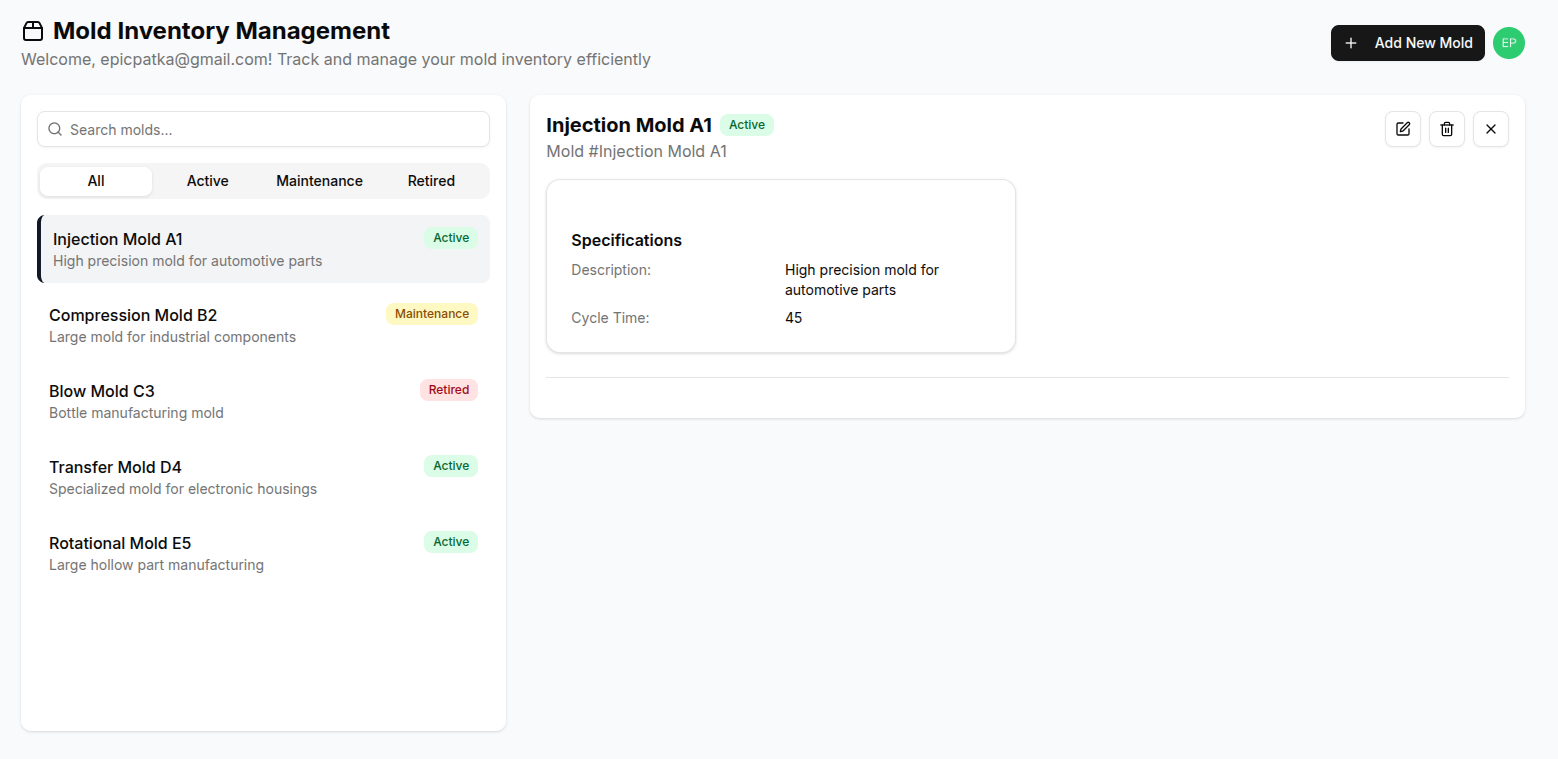 Mold Inventory Management
Welcome, epicpatka@gmail.com! Track and manage your mold inventory efficiently
Add New Mold
EP
Search molds...
All
Active
Maintenance
Retired
Injection Mold A1
Active
High precision mold for automotive parts
Compression Mold B2
Maintenance
Large mold for industrial components
Blow Mold C3
Retired
Bottle manufacturing mold
Transfer Mold D4
Active
Specialized mold for electronic housings
Rotational Mold E5
Active
Large hollow part manufacturing
Injection Mold A1
Active
Mold #Injection Mold A1
Specifications
Description:
High precision mold for
automotive parts
Cycle Time:
45